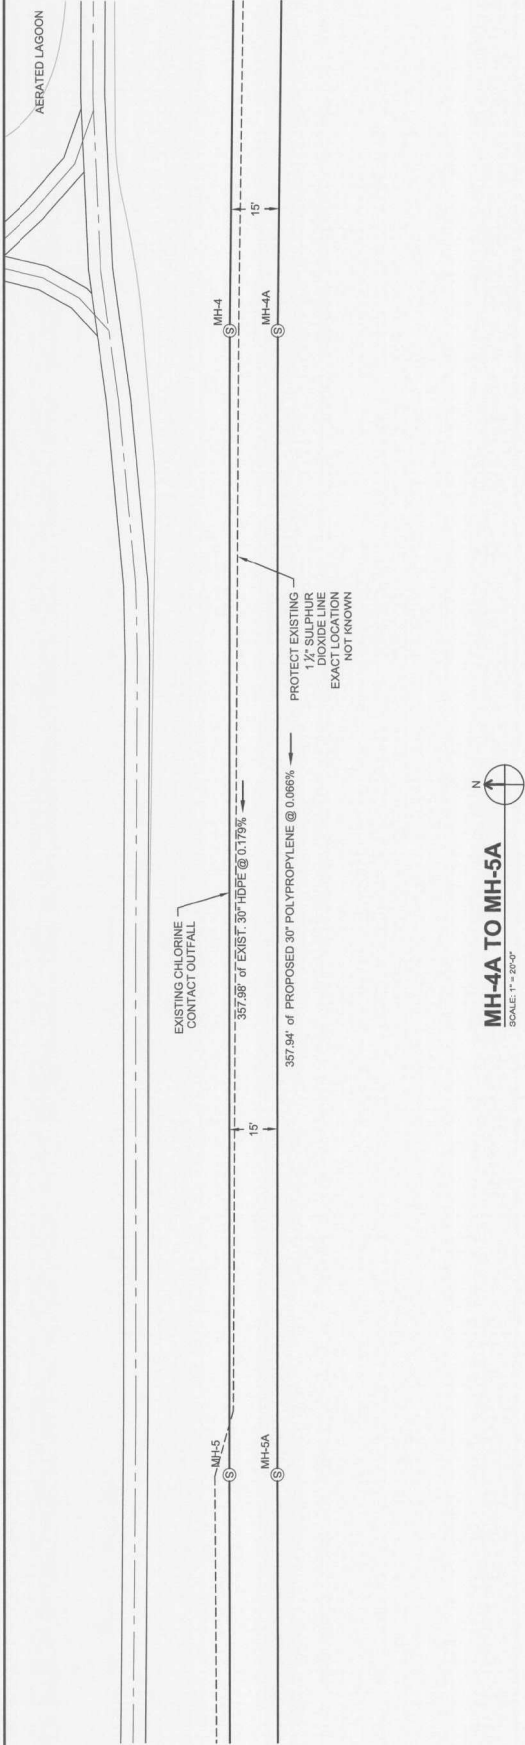 AERATED LAGOON
MH-4
MH-4A
15'
PROTECT EXISTING
1 ¼" SULPHUR
DIOXIDE LINE
EXACT LOCATION
NOT KNOWN
EXISTING CHLORINE
CONTACT OUTFALL
357.98' of EXIST. 30" HDPE @ 0.179%
357.94' of PROPOSED 30" POLYPROPYLENE @ 0.066%
15'
MH-5
MH-5A
S
S
S
S
N
MH-4A TO MH-5A
SCALE: 1" = 20'-0"